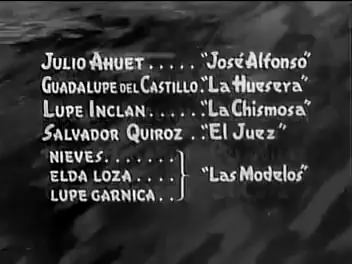 JULIO AHUET ..... "José Alfonso"
GUADALUPE DEL CASTILLO. "La Huesera"
LUPE INCLAN ...... "La Chismosa"
SALVADOR QUIROZ .. "El Juez"
NIEVES.......
ELDA LOZA .... "Las Modelos"
LUPE GARNICA ..